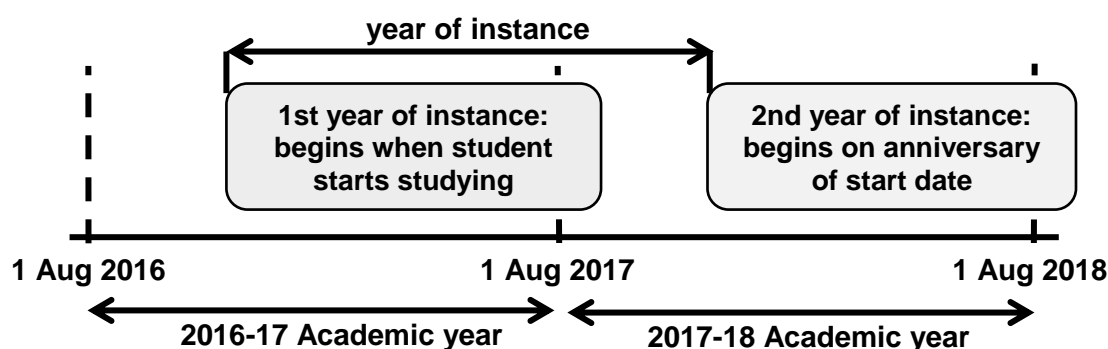 year of instance
1st year of instance:
begins when student
starts studying
2nd year of instance:
begins on anniversary
of start date
1 Aug 2016
1 Aug 2017
1 Aug 2018
2016-17 Academic year
2017-18 Academic year